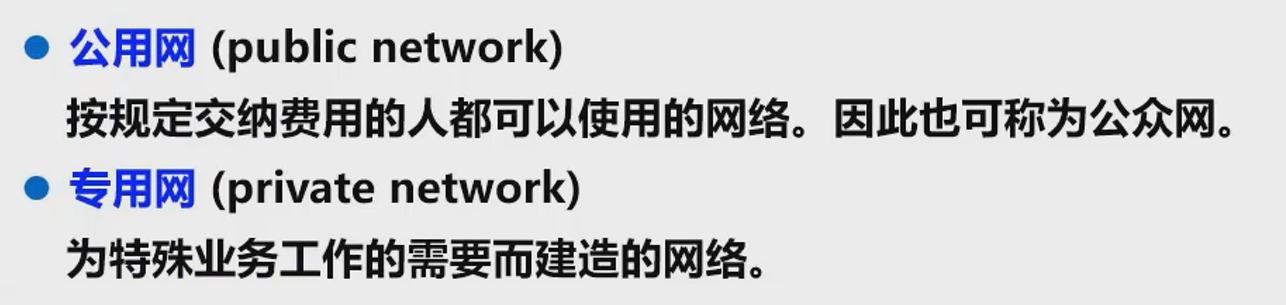 ● 公用网 (public network)
按规定交纳费用的人都可以使用的网络。因此也可称为公众网。
● 专用网 (private network)
为特殊业务工作的需要而建造的网络。